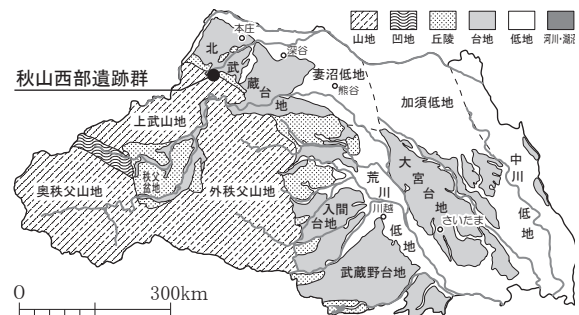 山地 凹地 丘陵 台地 低地 河川・湖沼
本庄
北武蔵台地
深谷
妻沼低地
熊谷
加須低地
秋山西部遺跡群
上武山地
秩父盆地
奥秩父山地
外秩父山地
荒川低地
大宮台地
中川低地
入間台地
川越
さいたま
武蔵野台地
0 300km